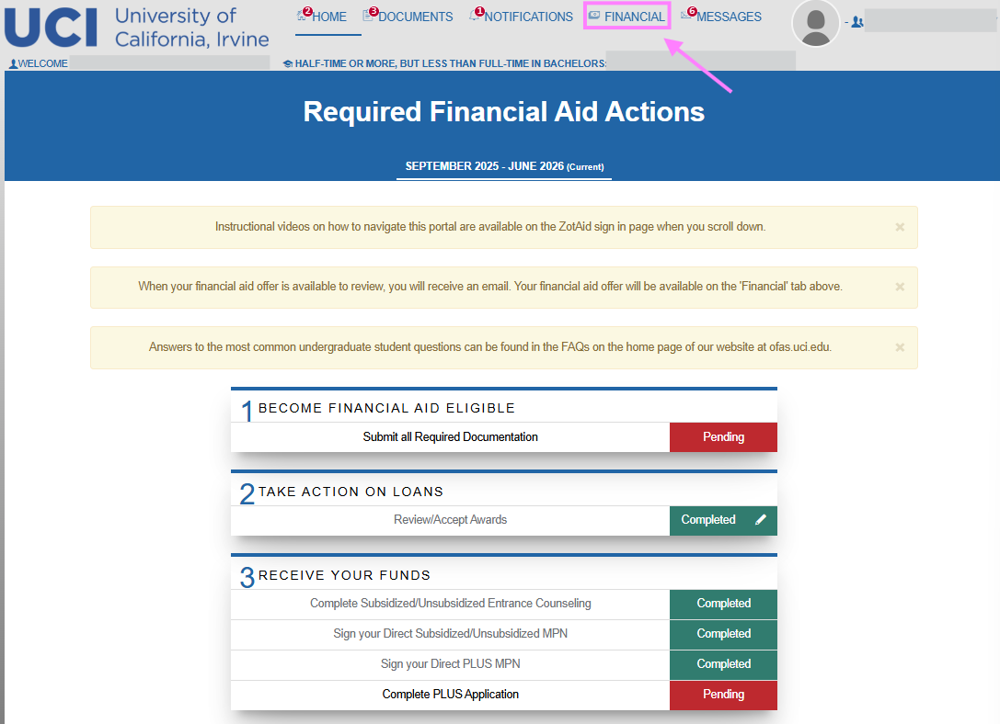 UCI University of California, Irvine
2 HOME 3 DOCUMENTS 1 NOTIFICATIONS FINANCIAL 6 MESSAGES -
WELCOME HALF-TIME OR MORE, BUT LESS THAN FULL-TIME IN BACHELORS:
Required Financial Aid Actions
SEPTEMBER 2025 - JUNE 2026 (Current)
Instructional videos on how to navigate this portal are available on the ZotAid sign in page when you scroll down. ×
When your financial aid offer is available to review, you will receive an email. Your financial aid offer will be available on the 'Financial' tab above. ×
Answers to the most common undergraduate student questions can be found in the FAQs on the home page of our website at ofas.uci.edu. ×
1 BECOME FINANCIAL AID ELIGIBLE
Submit all Required Documentation Pending
2 TAKE ACTION ON LOANS
Review/Accept Awards Completed
3 RECEIVE YOUR FUNDS
Complete Subsidized/Unsubsidized Entrance Counseling Completed
Sign your Direct Subsidized/Unsubsidized MPN Completed
Sign your Direct PLUS MPN Completed
Complete PLUS Application Pending